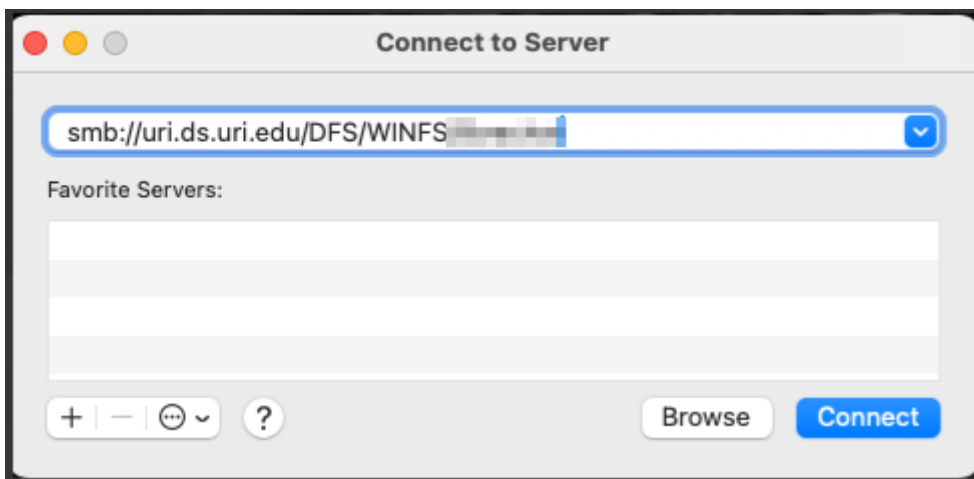 Connect to Server
smb://uri.ds.uri.edu/DFS/WINFS
Favorite Servers:
+ − ?
Browse
Connect